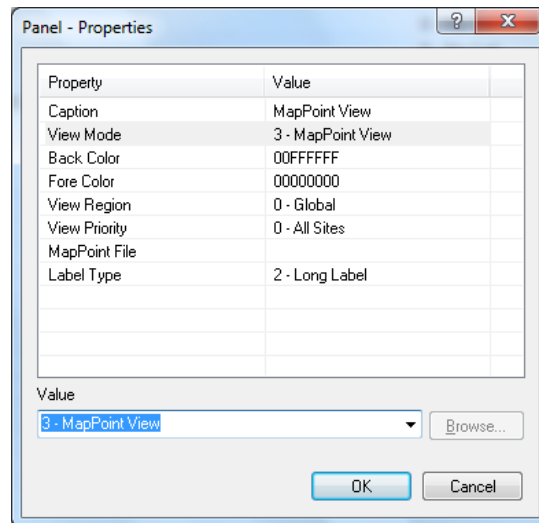 Panel - Properties
Property Value
Caption MapPoint View
View Mode 3 - MapPoint View
Back Color 00FFFFFF
Fore Color 00000000
View Region 0 - Global
View Priority 0 - All Sites
MapPoint File
Label Type 2 - Long Label
Value
3 - MapPoint View Browse...
OK Cancel